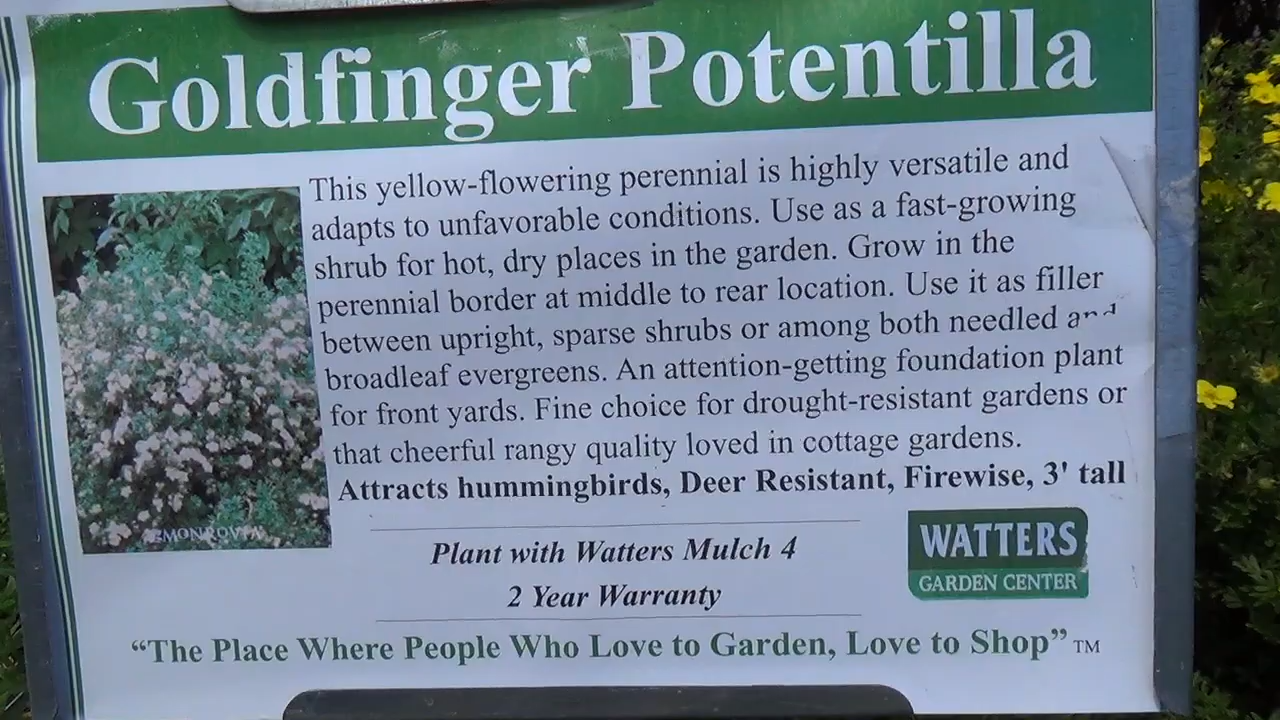 Goldfinger Potentilla
This yellow-flowering perennial is highly versatile and
adapts to unfavorable conditions. Use as a fast-growing
shrub for hot, dry places in the garden. Grow in the
perennial border at middle to rear location. Use it as filler
between upright, sparse shrubs or among both needled and
broadleaf evergreens. An attention-getting foundation plant
for front yards. Fine choice for drought-resistant gardens or
that cheerful rangy quality loved in cottage gardens.
Attracts hummingbirds, Deer Resistant, Firewise, 3' tall
MONROVIA
Plant with Watters Mulch 4
2 Year Warranty
WATTERS
GARDEN CENTER
“The Place Where People Who Love to Garden, Love to Shop”™